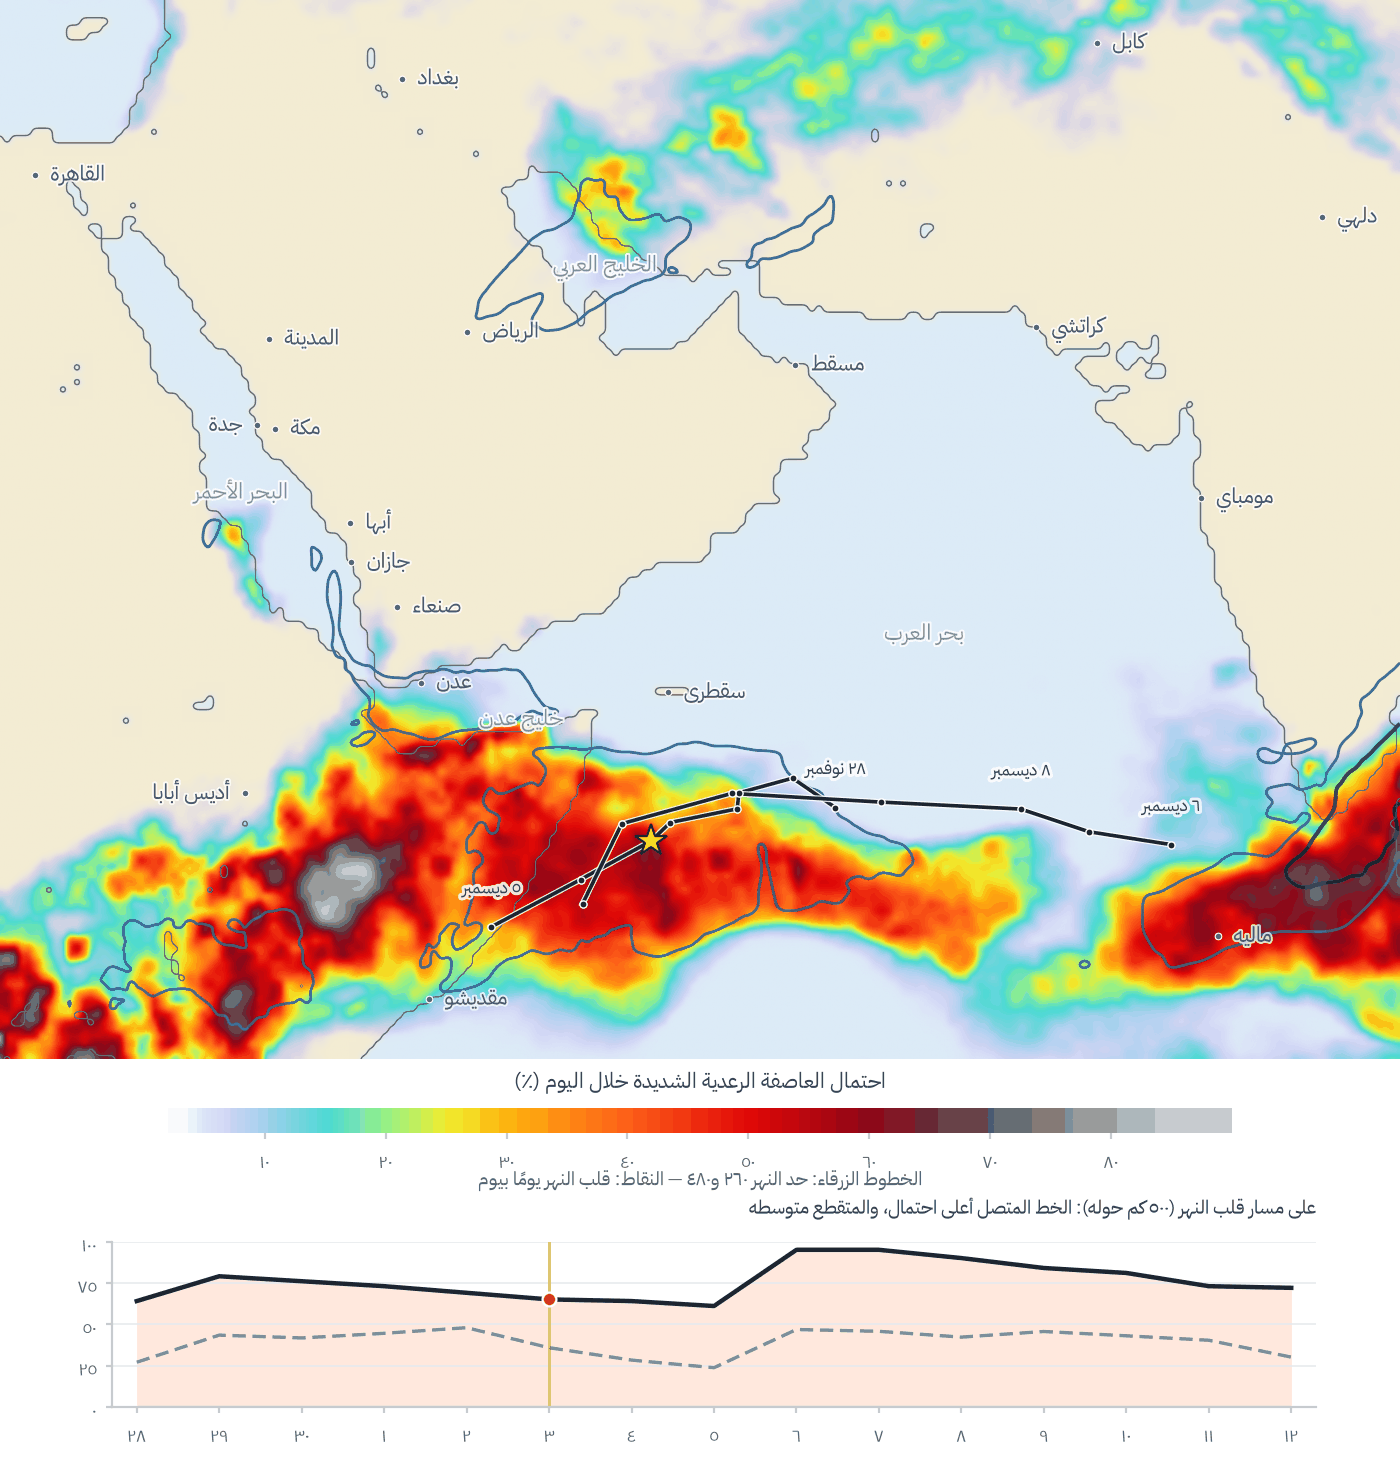 كابل
بغداد
القاهرة
دلهي
الخليج العربي
كراتشي
الرياض
المدينة
مسقط
جدة
مكة
البحر الأحمر
مومباي
أبها
جازان
صنعاء
بحر العرب
عدن
سقطرى
خليج عدن
٢٨ نوفمبر
٨ ديسمبر
أديس أبابا
٦ ديسمبر
٥ ديسمبر
ماليه
مقديشو
احتمال العاصفة الرعدية الشديدة خلال اليوم (٪)
١٠ ٢٠ ٣٠ ٤٠ ٥٠ ٦٠ ٧٠ ٨٠
الخطوط الزرقاء: حد النهر ٢٦٠ و٤٨٠ — النقاط: قلب النهر يومًا بيوم
على مسار قلب النهر (٥٠٠ كم حوله): الخط المتصل أعلى احتمال، والمتقطع متوسطه
١٠٠
٧٥
٥٠
٢٥
٠
٢٨ ٢٩ ٣٠ ١ ٢ ٣ ٤ ٥ ٦ ٧ ٨ ٩ ١٠ ١١ ١٢